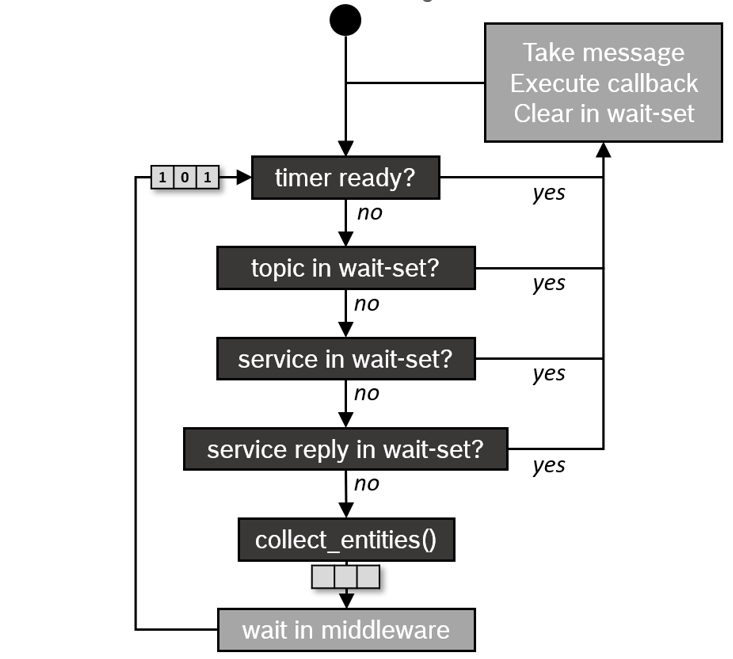 Take message
Execute callback
Clear in wait-set
1 0 1
timer ready?
yes
no
topic in wait-set?
yes
no
service in wait-set?
yes
no
service reply in wait-set?
yes
no
collect_entities()
wait in middleware